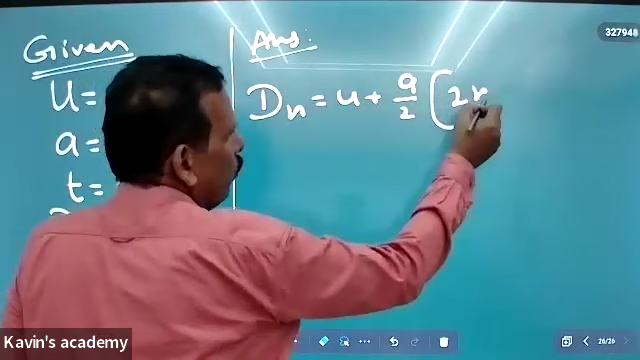 Given
Ans:
u=
a=
t=
Dn = u + a/2 [2n
327948
26/26
Kavin's academy